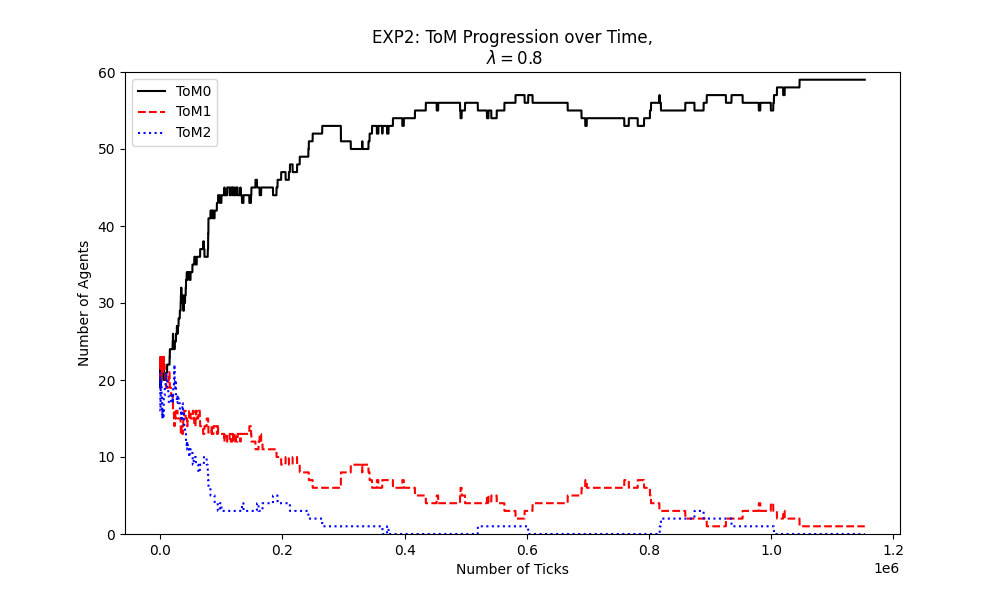 EXP2: ToM Progression over Time,
λ = 0.8
ToM0
ToM1
ToM2
Number of Agents
60
50
40
30
20
10
0
0.0 0.2 0.4 0.6 0.8 1.0 1.2
1e6
Number of Ticks